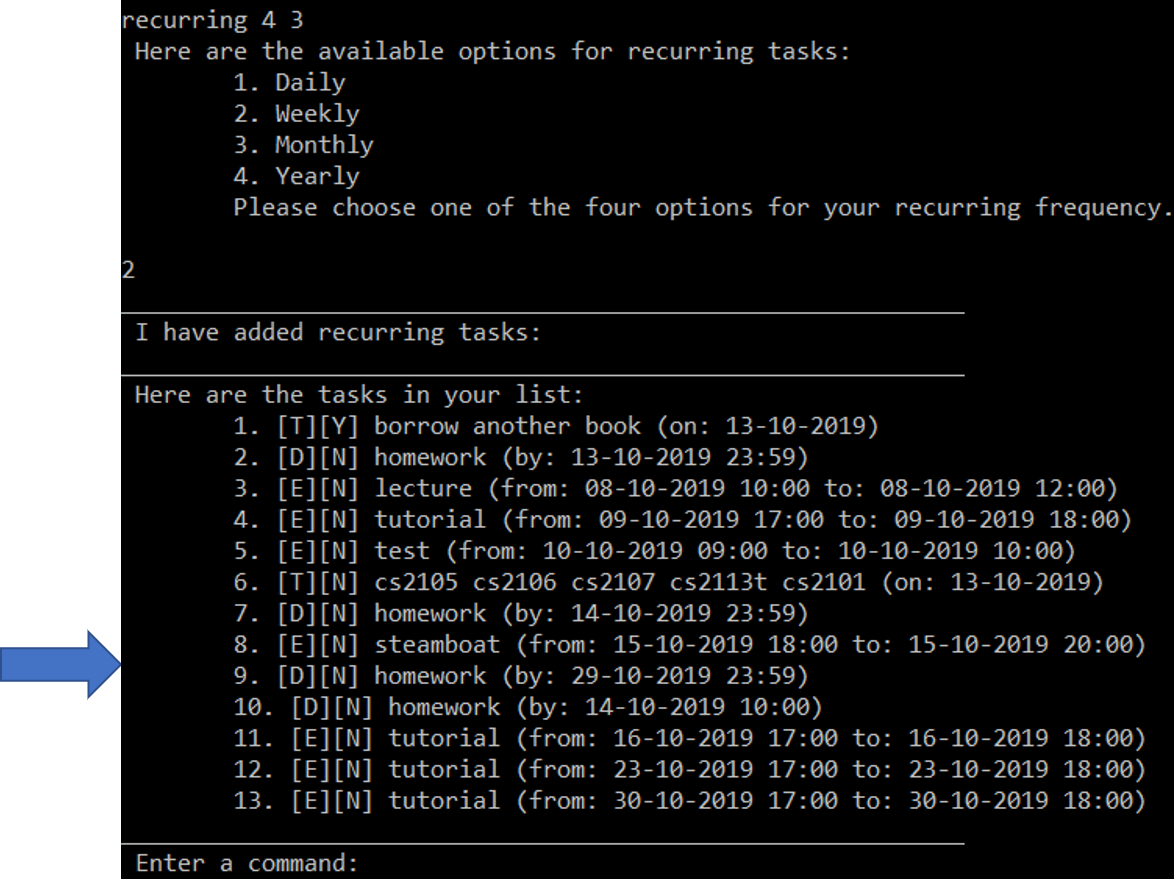 recurring 4 3
Here are the available options for recurring tasks:
1. Daily
2. Weekly
3. Monthly
4. Yearly
Please choose one of the four options for your recurring frequency.
2
I have added recurring tasks:
Here are the tasks in your list:
1. [T][Y] borrow another book (on: 13-10-2019)
2. [D][N] homework (by: 13-10-2019 23:59)
3. [E][N] lecture (from: 08-10-2019 10:00 to: 08-10-2019 12:00)
4. [E][N] tutorial (from: 09-10-2019 17:00 to: 09-10-2019 18:00)
5. [E][N] test (from: 10-10-2019 09:00 to: 10-10-2019 10:00)
6. [T][N] cs2105 cs2106 cs2107 cs2113t cs2101 (on: 13-10-2019)
7. [D][N] homework (by: 14-10-2019 23:59)
8. [E][N] steamboat (from: 15-10-2019 18:00 to: 15-10-2019 20:00)
9. [D][N] homework (by: 29-10-2019 23:59)
10. [D][N] homework (by: 14-10-2019 10:00)
11. [E][N] tutorial (from: 16-10-2019 17:00 to: 16-10-2019 18:00)
12. [E][N] tutorial (from: 23-10-2019 17:00 to: 23-10-2019 18:00)
13. [E][N] tutorial (from: 30-10-2019 17:00 to: 30-10-2019 18:00)
Enter a command: